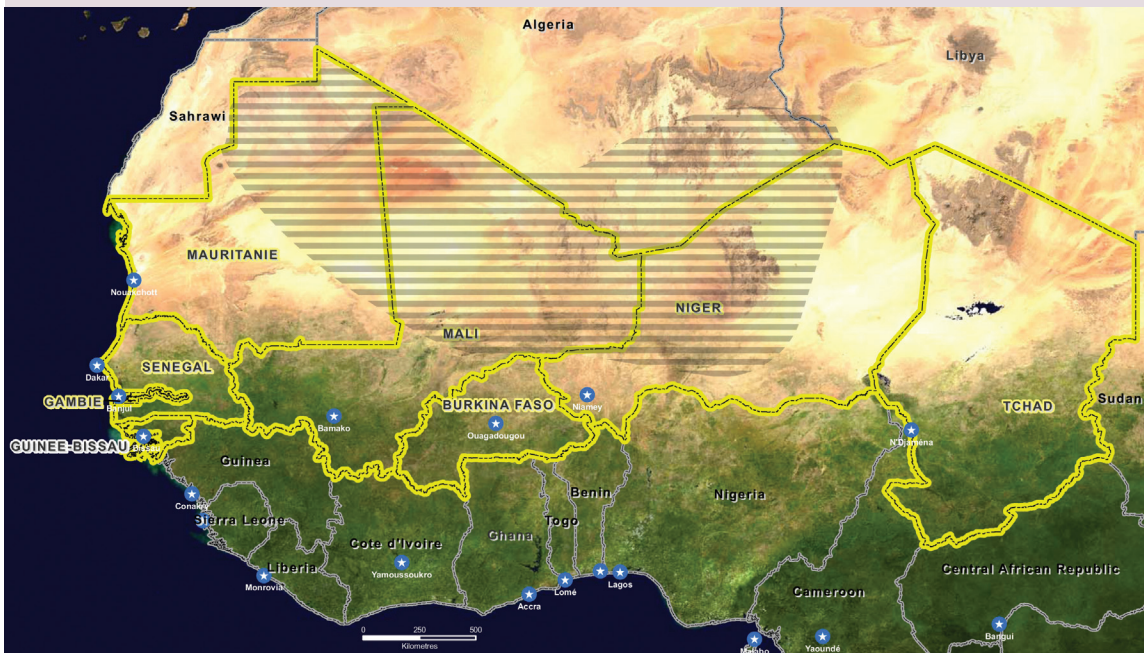 Algeria
Libya
Sahrawi
MAURITANIE
Nouakchott
NIGER
MALI
SENEGAL
Dakar
GAMBIE
Banjul
BURKINA FASO
Niamey
TCHAD
Sudan
Bamako
Ouagadougou
N'Djaména
GUINEE-BISSAU
Guinea
Benin
Nigeria
Conakry
Sierra Leone
Togo
Ghana
Cote d'Ivoire
Yamoussoukro
Liberia
Monrovia
Lomé
Lagos
Accra
Central African Republic
Cameroon
Bangui
Malabo
Yaoundé
0 250 500
Kilometres